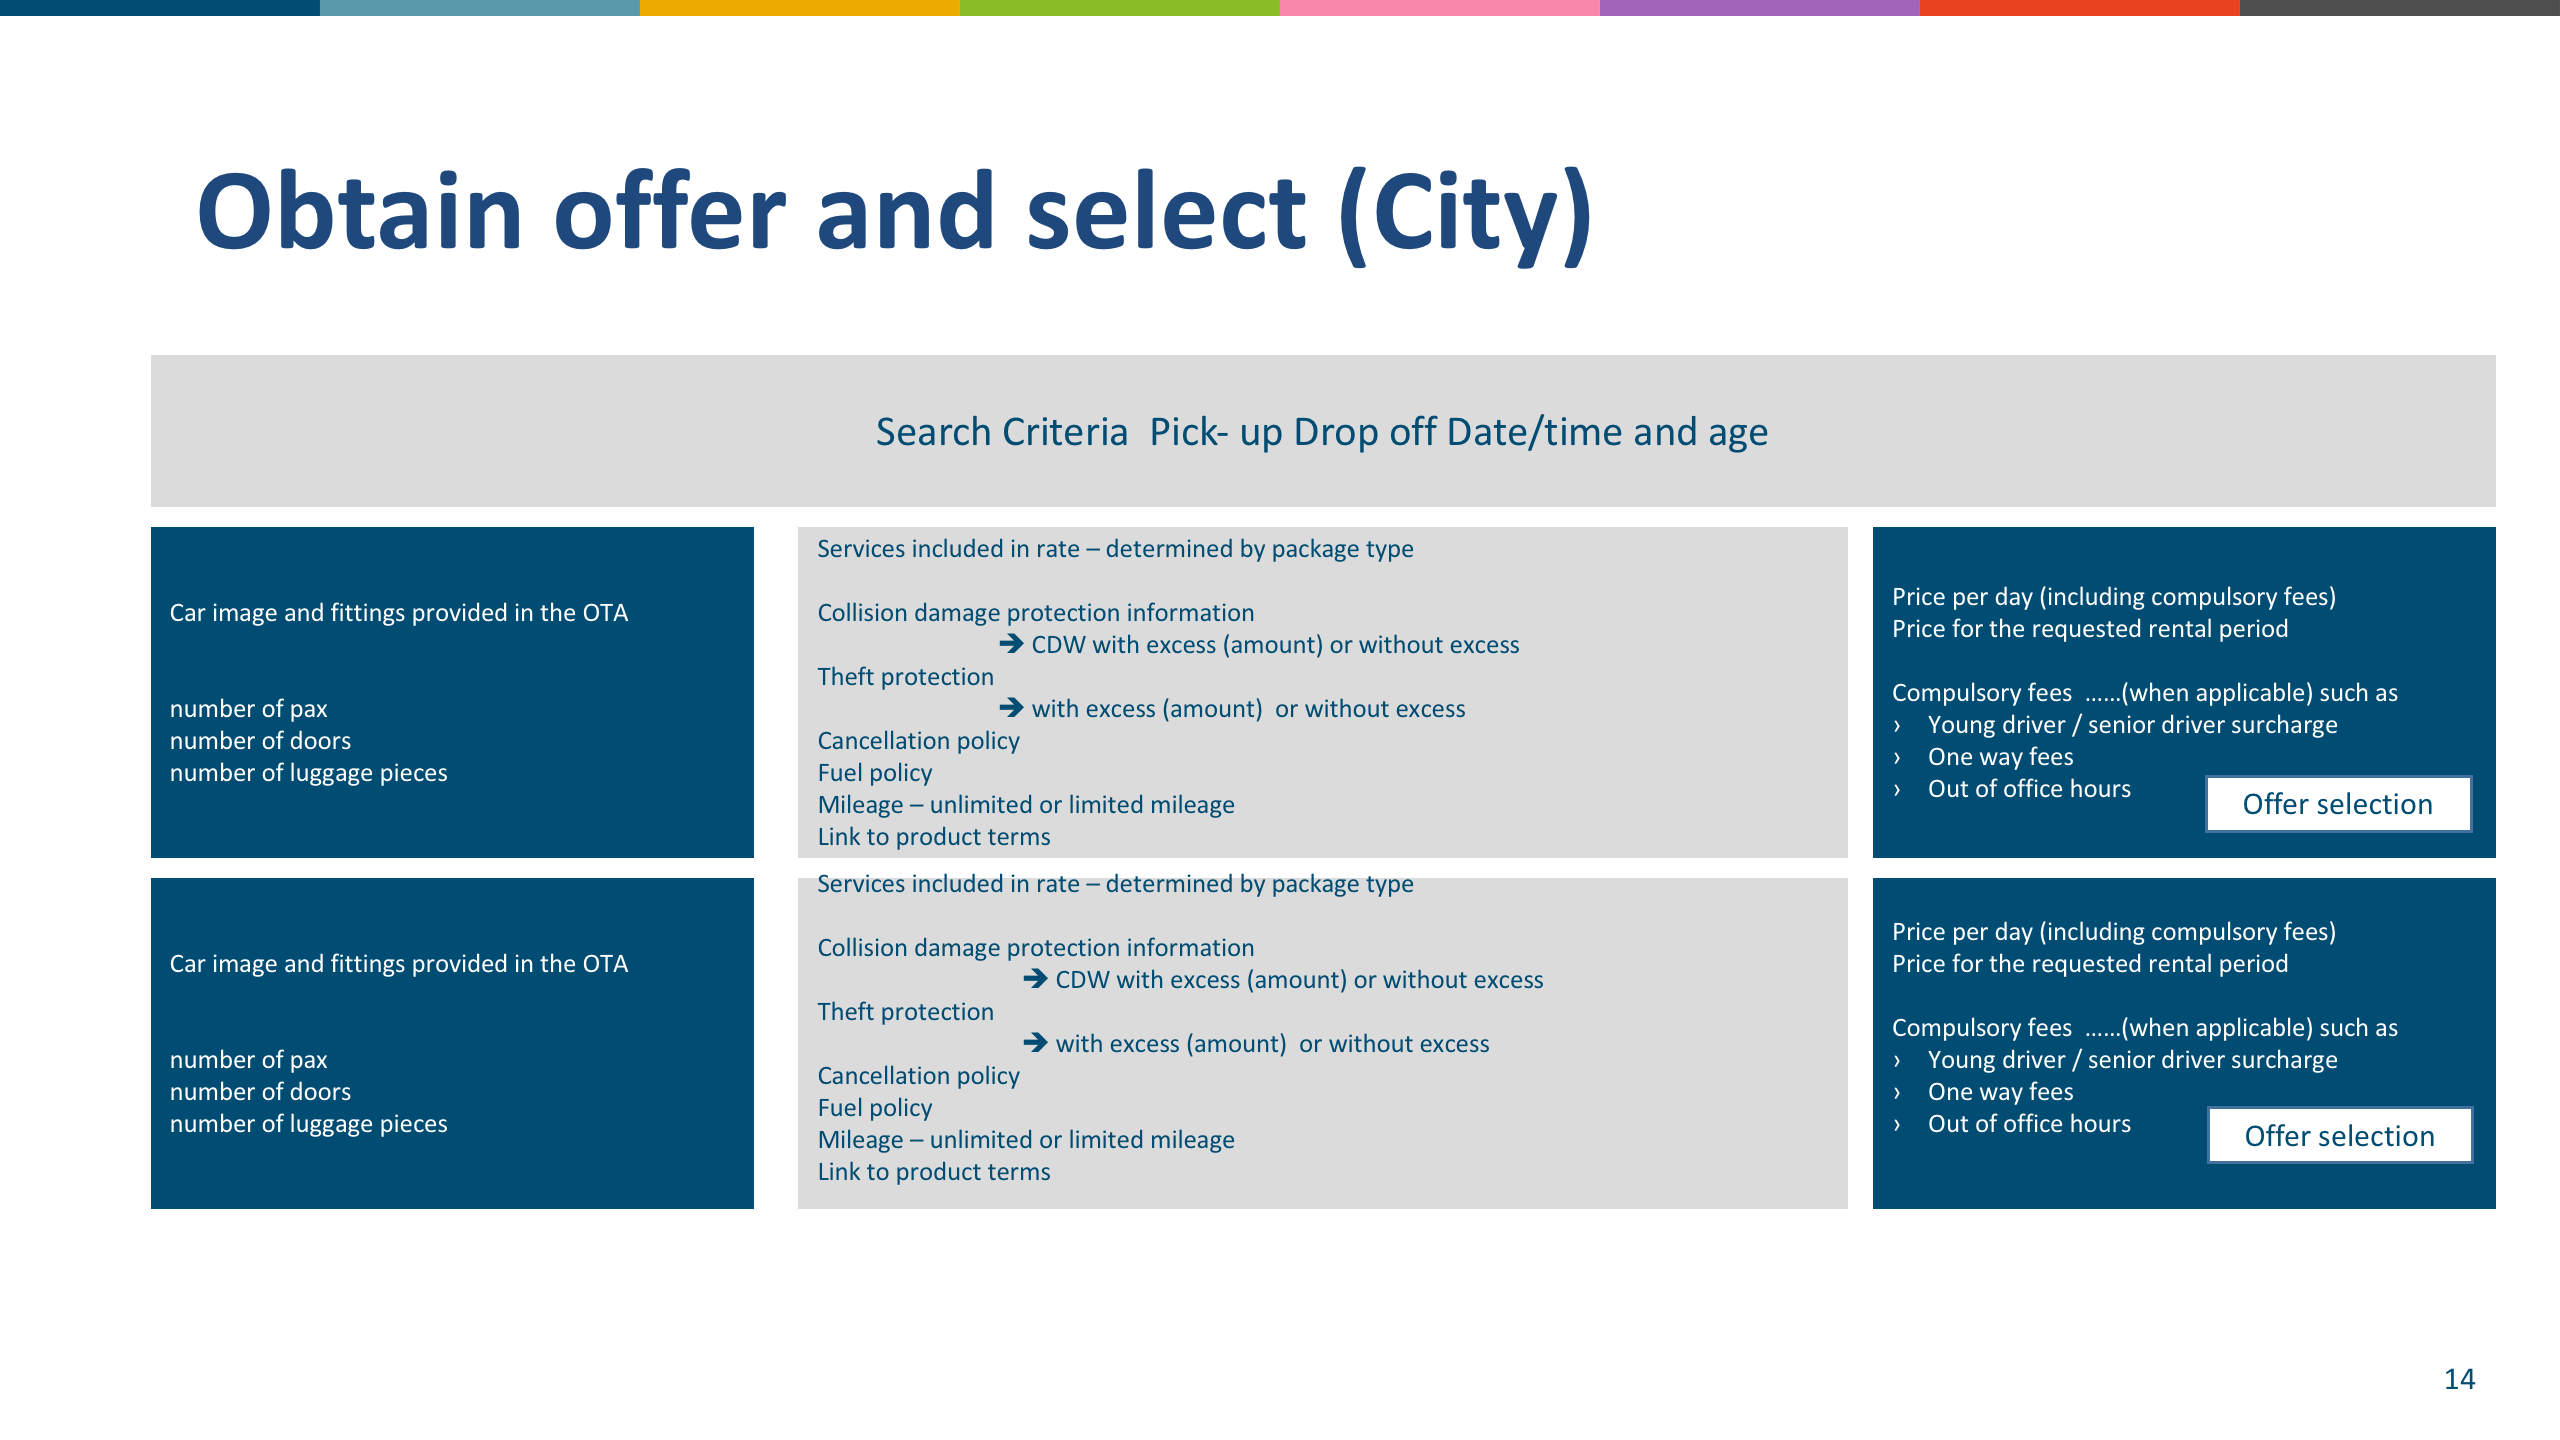 Obtain offer and select (City)
Search Criteria  Pick- up Drop off Date/time and age
Car image and fittings provided in the OTA
number of pax
number of doors
number of luggage pieces
Services included in rate – determined by package type
Collision damage protection information
➔ CDW with excess (amount) or without excess
Theft protection
➔ with excess (amount)  or without excess
Cancellation policy
Fuel policy
Mileage – unlimited or limited mileage
Link to product terms
Price per day (including compulsory fees)
Price for the requested rental period
Compulsory fees  ……(when applicable) such as
› Young driver / senior driver surcharge
› One way fees
› Out of office hours
Offer selection
Car image and fittings provided in the OTA
number of pax
number of doors
number of luggage pieces
Services included in rate – determined by package type
Collision damage protection information
➔ CDW with excess (amount) or without excess
Theft protection
➔ with excess (amount)  or without excess
Cancellation policy
Fuel policy
Mileage – unlimited or limited mileage
Link to product terms
Price per day (including compulsory fees)
Price for the requested rental period
Compulsory fees  ……(when applicable) such as
› Young driver / senior driver surcharge
› One way fees
› Out of office hours
Offer selection
14